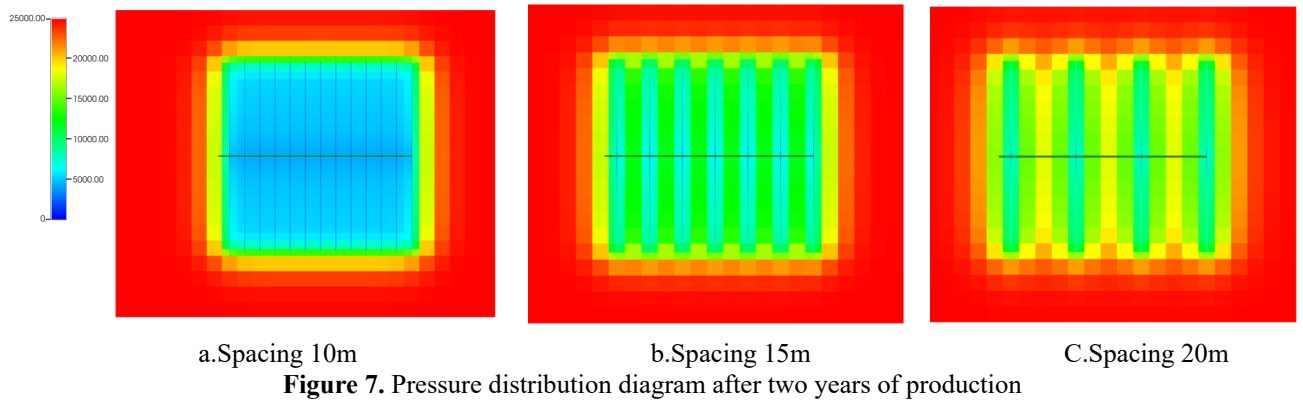 25000.00
20000.00
15000.00
10000.00
5000.00
0
a.Spacing 10m
b.Spacing 15m
C.Spacing 20m
Figure 7. Pressure distribution diagram after two years of production